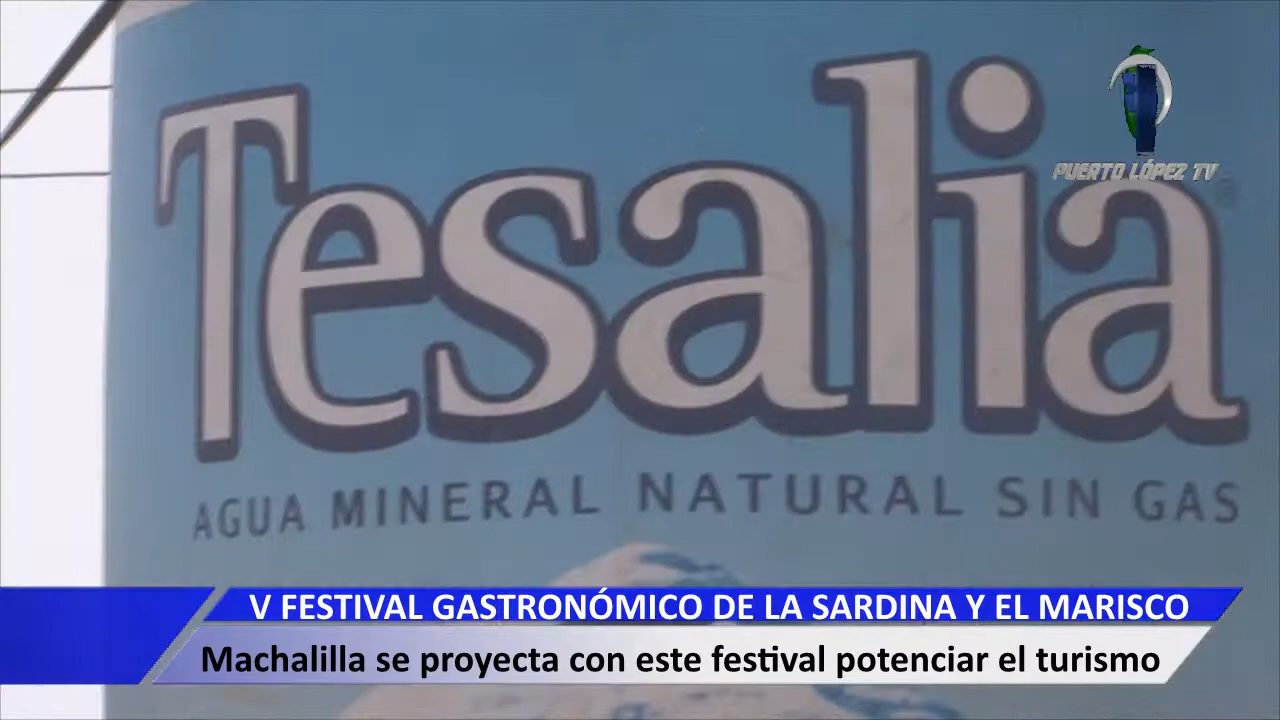 Tesalia
PUERTO LÓPEZ TV
AGUA MINERAL NATURAL SIN GAS
V FESTIVAL GASTRONÓMICO DE LA SARDINA Y EL MARISCO
Machalilla se proyecta con este festival potenciar el turismo